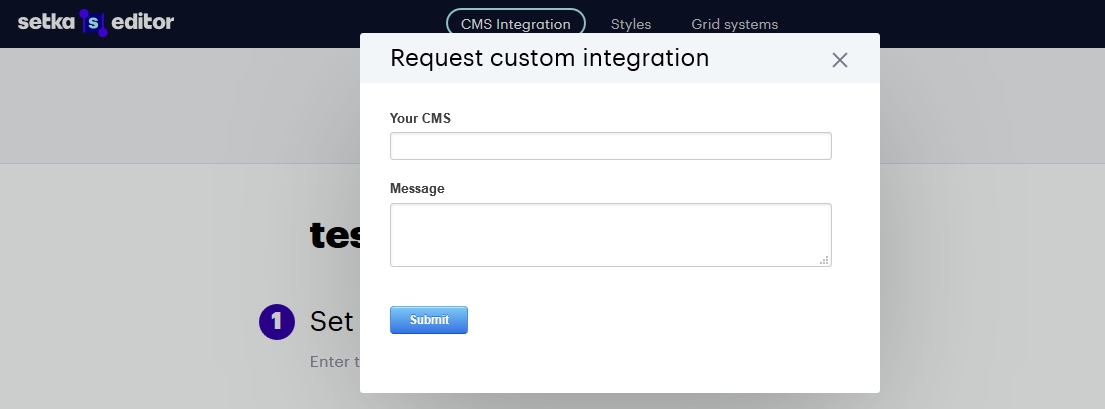 setka s editor
CMS Integration
Styles
Grid systems
Request custom integration
Your CMS
Message
tes
1 Set
Enter t
Submit